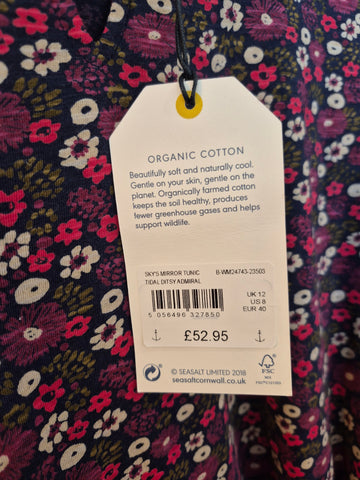 ORGANIC COTTON
Beautifully soft and naturally cool.
Gentle on your skin, gentle on the
planet. Organically farmed cotton
keeps the soil healthy, produces
fewer greenhouse gases and helps
support wildlife.
SKY'S MIRROR TUNIC B-WM24743-23503
TIDAL DITSY ADMIRAL
UK 12
US 8
EUR 40
5 056496 327850
£52.95
© SEASALT LIMITED 2018
seasaltcornwall.co.uk
FSC
MIX